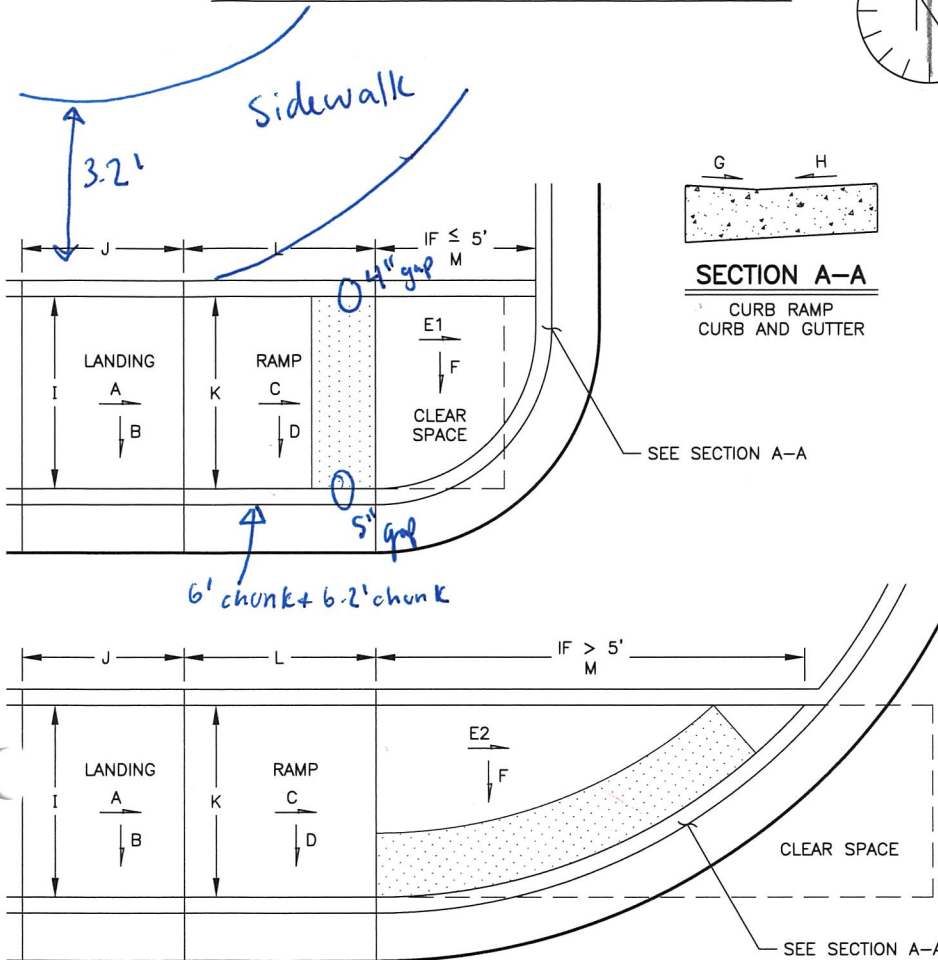 Sidewalk
3.2'
G
H
SECTION A-A
CURB RAMP
CURB AND GUTTER
J
L
IF ≤ 5'
M
4" gap
I
LANDING
A
B
K
RAMP
C
D
E1
F
CLEAR
SPACE
SEE SECTION A-A
5" gap
6' chunk + 6.2' chunk
J
L
IF > 5'
M
I
LANDING
A
B
K
RAMP
C
D
E2
F
CLEAR SPACE
SEE SECTION A-A